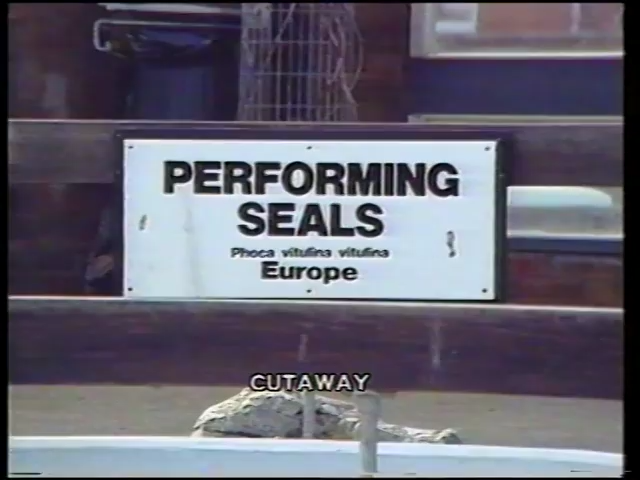 PERFORMING
SEALS
Phoca vitulina vitulina
Europe
CUTAWAY